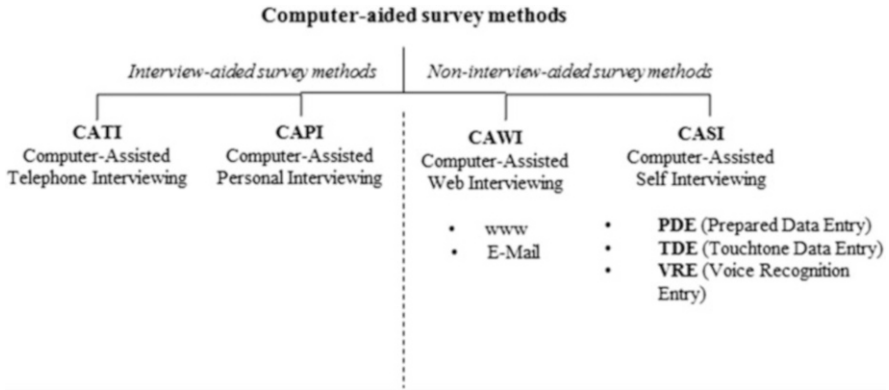 Computer-aided survey methods
Interview-aided survey methods
Non-interview-aided survey methods
CATI
Computer-Assisted
Telephone Interviewing
CAPI
Computer-Assisted
Personal Interviewing
CAWI
Computer-Assisted
Web Interviewing
• www
• E-Mail
CASI
Computer-Assisted
Self Interviewing
• PDE (Prepared Data Entry)
• TDE (Touchtone Data Entry)
• VRE (Voice Recognition
Entry)